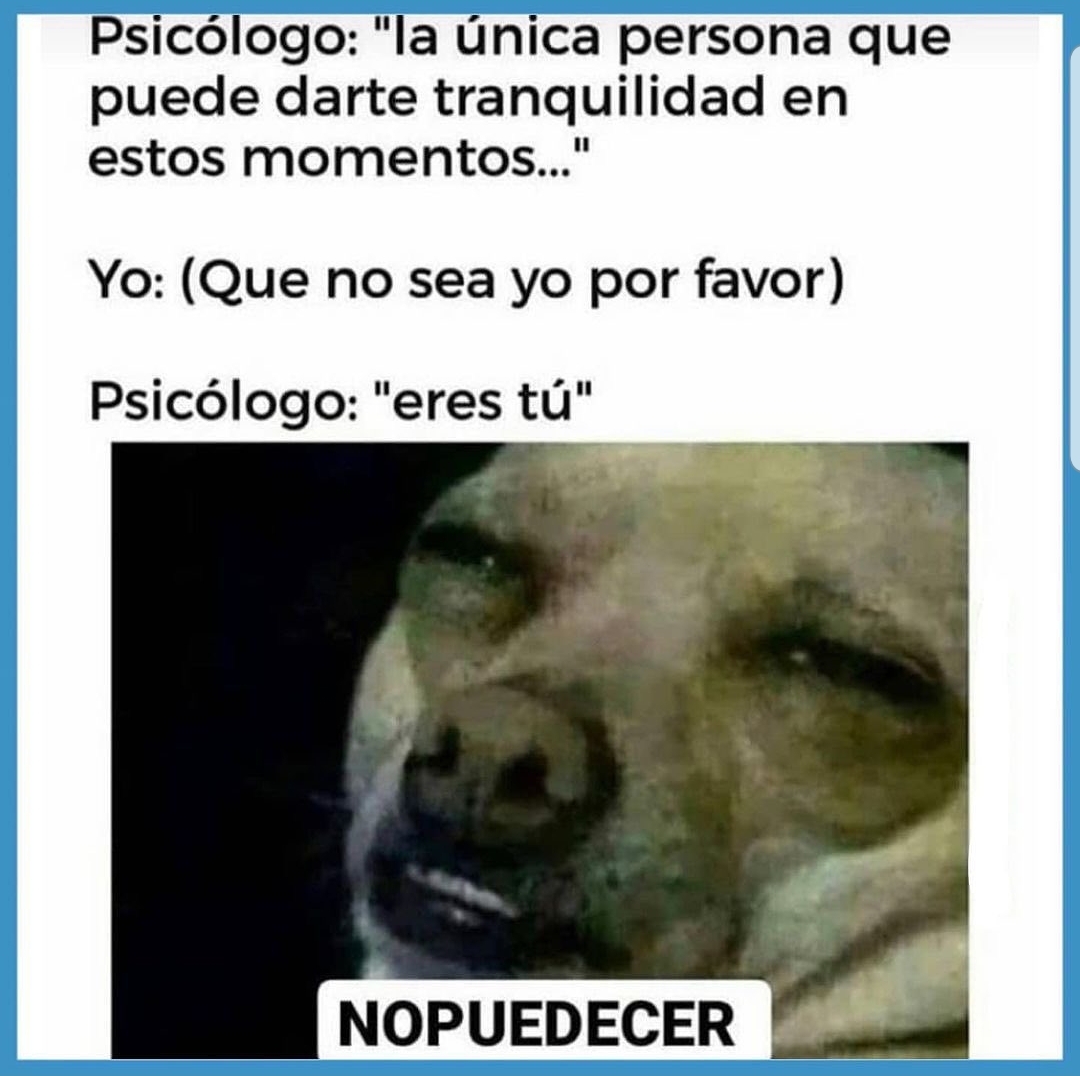 Psicólogo: "la única persona que
puede darte tranquilidad en
estos momentos..."
Yo: (Que no sea yo por favor)
Psicólogo: "eres tú"
NOPUEDECER